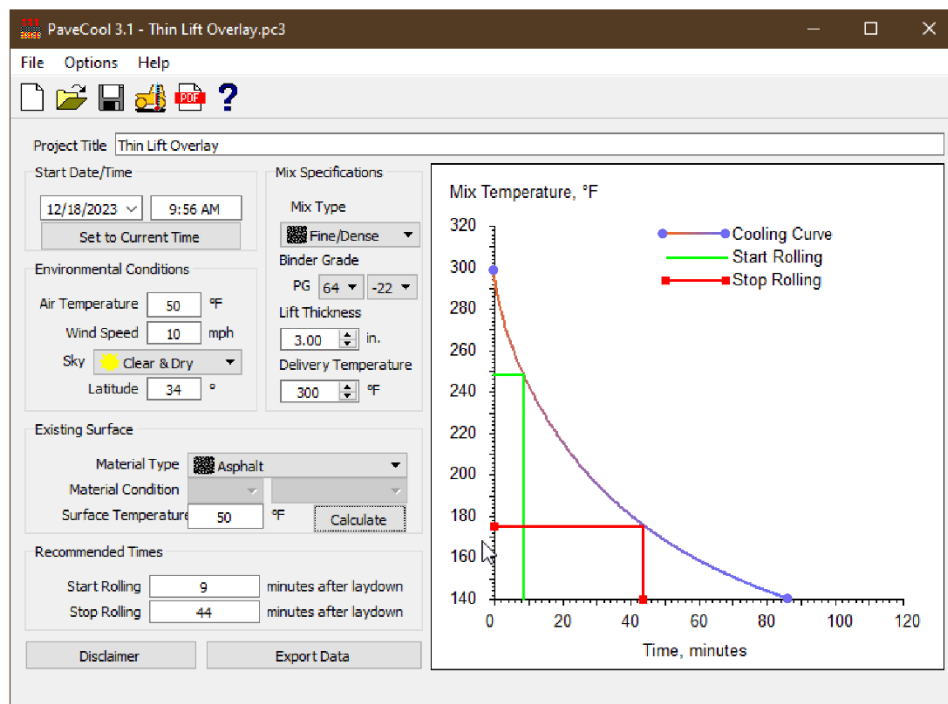 PaveCool 3.1 - Thin Lift Overlay.pc3
File Options Help
PDF ?
Project Title Thin Lift Overlay
Start Date/Time
12/18/2023 9:56 AM
Set to Current Time
Environmental Conditions
Air Temperature 50 ºF
Wind Speed 10 mph
Sky Clear & Dry
Latitude 34 º
Mix Specifications
Mix Type
Fine/Dense
Binder Grade
PG 64 -22
Lift Thickness
3.00 in.
Delivery Temperature
300 ºF
Existing Surface
Material Type Asphalt
Material Condition
Surface Temperature 50 ºF Calculate
Recommended Times
Start Rolling 9 minutes after laydown
Stop Rolling 44 minutes after laydown
Disclaimer Export Data
Mix Temperature, °F
Cooling Curve
Start Rolling
Stop Rolling
320
300
280
260
240
220
200
180
160
140
0 20 40 60 80 100 120
Time, minutes